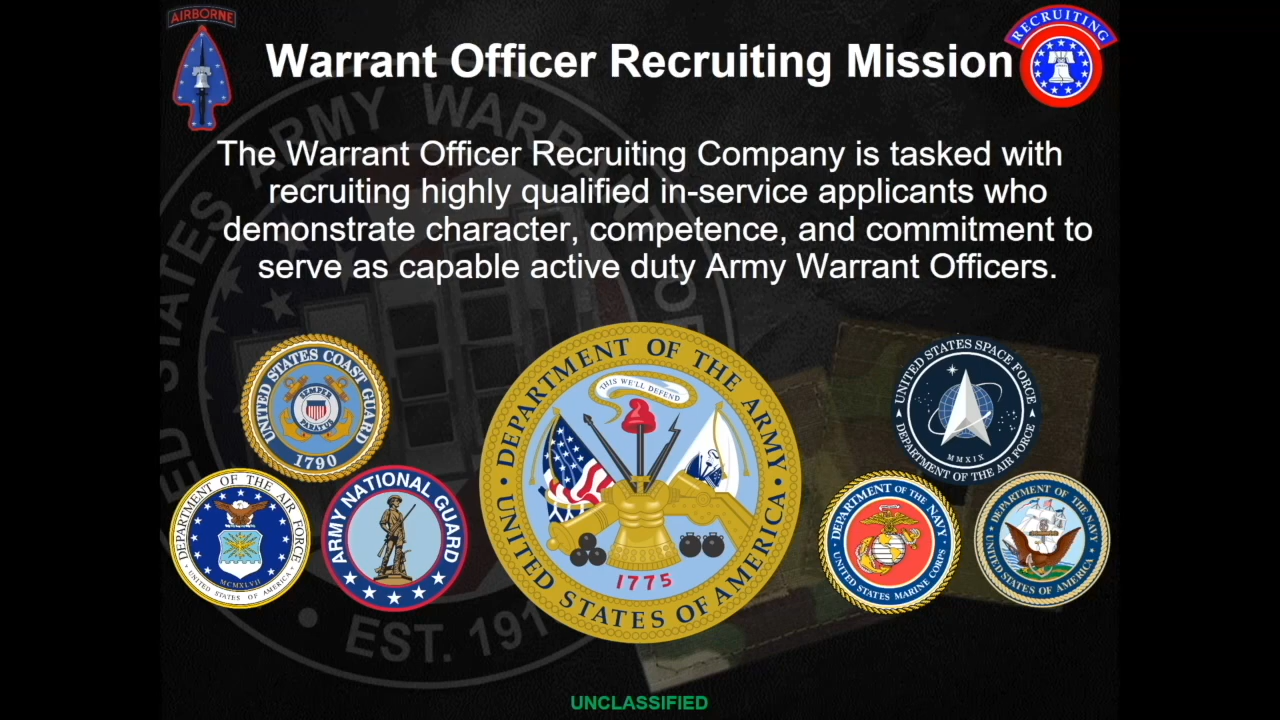 AIRBORNE
RECRUITING
Warrant Officer Recruiting Mission
The Warrant Officer Recruiting Company is tasked with
recruiting highly qualified in-service applicants who
demonstrate character, competence, and commitment to
serve as capable active duty Army Warrant Officers.
UNITED STATES COAST GUARD
SEMPER
PARATUS
1790
DEPARTMENT OF THE AIR FORCE
MCMXLVII
UNITED STATES OF AMERICA
ARMY NATIONAL GUARD
DEPARTMENT OF THE ARMY
THIS WE'LL DEFEND
1775
UNITED STATES OF AMERICA
UNITED STATES SPACE FORCE
MMXIX
DEPARTMENT OF THE AIR FORCE
DEPARTMENT OF THE NAVY
UNITED STATES MARINE CORPS
DEPARTMENT OF THE NAVY
UNITED STATES OF AMERICA
STATES ARMY WARRANT
EST. 191
UNCLASSIFIED